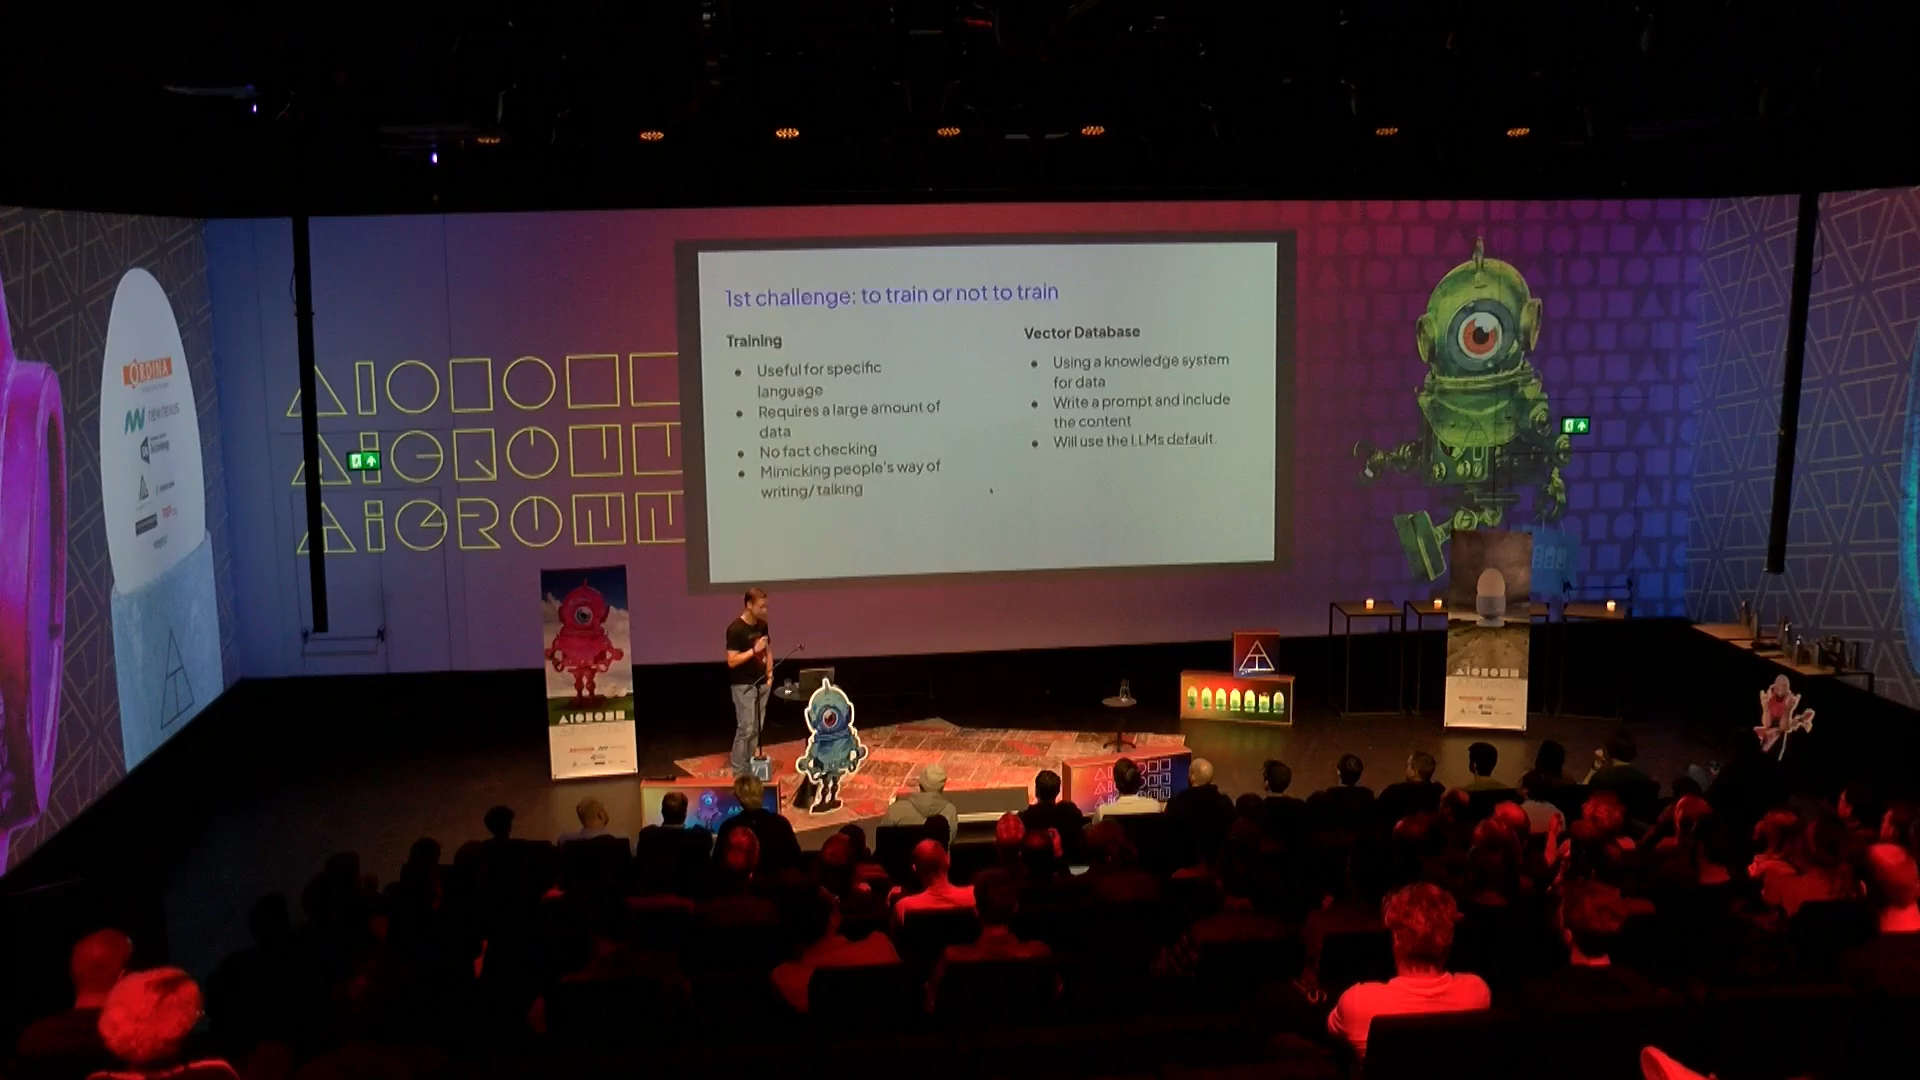 1st challenge: to train or not to train
Training
Useful for specific
language
Requires a large amount of
data
No fact checking
Mimicking people's way of
writing/ talking
Vector Database
Using a knowledge system
for data
Write a prompt and include
the content
Will use the LLMs default.
ORDINA